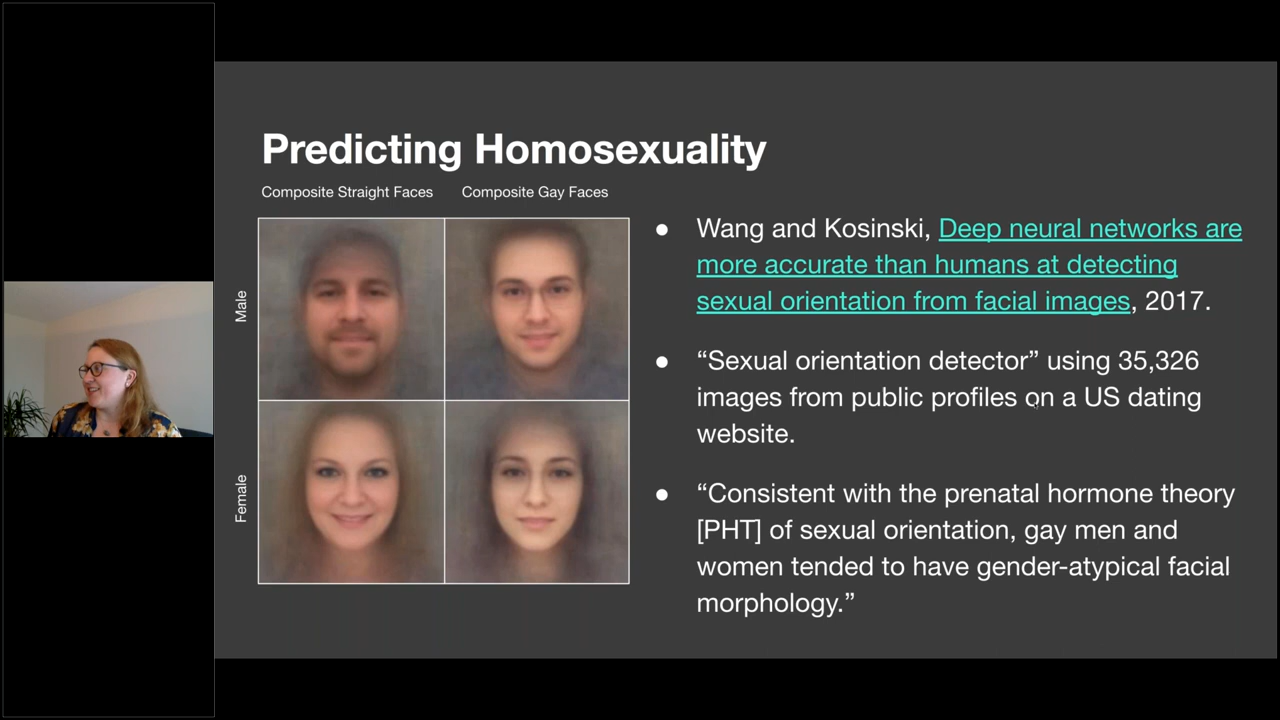 Predicting Homosexuality
Composite Straight Faces
Composite Gay Faces
Male
Female
● Wang and Kosinski, Deep neural networks are
more accurate than humans at detecting
sexual orientation from facial images, 2017.
● “Sexual orientation detector” using 35,326
images from public profiles on a US dating
website.
● “Consistent with the prenatal hormone theory
[PHT] of sexual orientation, gay men and
women tended to have gender-atypical facial
morphology.”